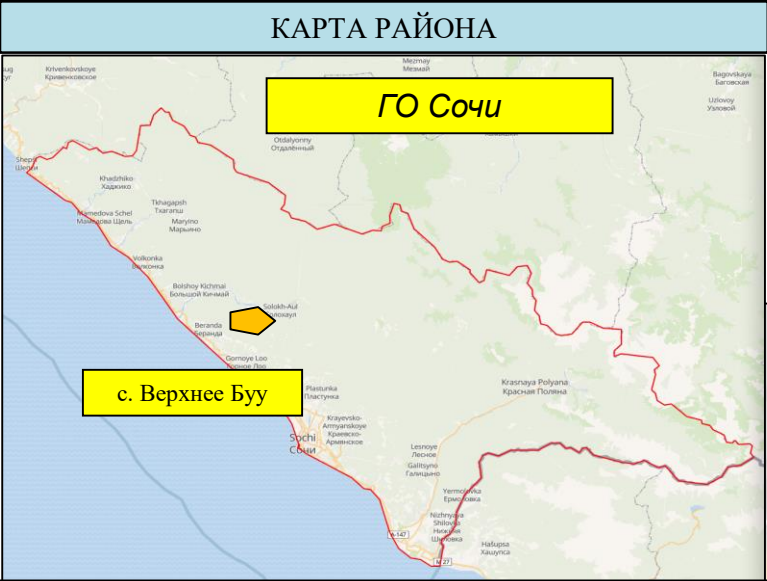 КАРТА РАЙОНА
Krivenkovskoye
Кривенковское
Mezmay
Мезмай
Bagovskaya
Баговская
ГО Сочи
Uzlovoy
Узловой
Otdalyonny
Отдалённый
Shepsi
Шепси
Khadzhiko
Хаджико
Mamedova Schel
Мамедова Щель
Tkhagapsh
Тхагапш
Maryino
Марьино
Volkonka
Волконка
Bolshoy Kichmai
Большой Кичмай
Solokh-Aul
Солохаул
Beranda
Беранда
Gornoye Loo
Горное Лоо
с. Верхнее Буу
Plastunka
Пластунка
Krasnaya Polyana
Красная Поляна
Krayevsko-
Armyanskoye
Краевско-
Армянское
Sochi
Сочи
Lesnoye
Лесное
Galitsyno
Галицыно
Yermolovka
Ермоловка
Nizhnyaya
Shilovka
Нижняя
Шиловка
Hašupsa
Хашупса
A-147
M 27